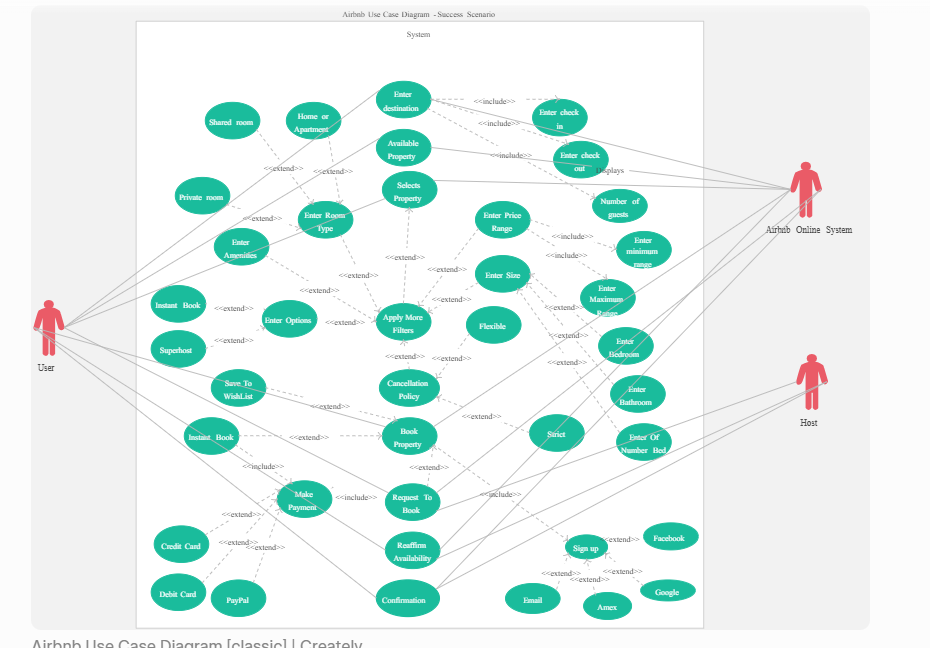 Airbnb Use Case Diagram - Success Scenario
System
Enter
destination
<<include>>
Enter check
in
Shared room
Home or
Apartment
<<include>>
Available
Property
<<include>>
Enter check
out
Displays
<<extend>>
<<extend>>
Selects
Property
Private room
Number of
guests
<<extend>>
Enter Room
Type
Enter Price
Range
Airbnb Online System
Enter
Amenities
<<include>>
Enter
minimum
range
<<extend>>
<<include>>
<<extend>>
<<extend>>
Enter Size
<<extend>>
Enter
Maximum
Range
Instant Book
<<extend>>
<<extend>>
<<extend>>
Enter Options
<<extend>>
Apply More
Filters
Flexible
<<extend>>
User
Superhost
<<extend>>
Enter
Bedroom
<<extend>>
<<extend>>
<<extend>>
Save To
WishList
Cancellation
Policy
Enter
Bathroom
<<extend>>
<<extend>>
Host
Instant Book
<<extend>>
Book
Property
Strict
Enter Of
Number Bed
<<include>>
<<extend>>
Make
Payment
<<include>>
Request To
Book
<<include>>
<<extend>>
Credit Card
<<extend>>
<<extend>>
Reaffirm
Availability
Sign up
<<extend>>
Facebook
<<extend>>
<<extend>>
<<extend>>
Debit Card
PayPal
Confirmation
Email
Amex
Google
Airbnb Use Case Diagram [classic] | Creately